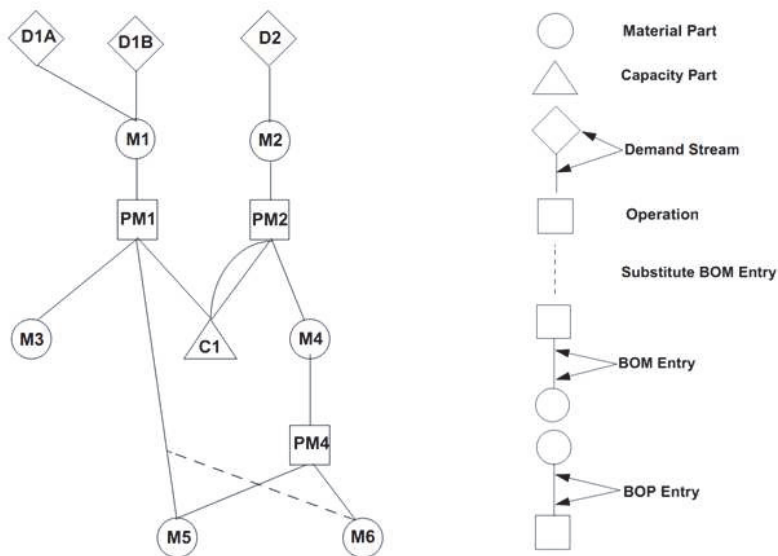 D1A
D1B
D2
M1
M2
PM1
PM2
M3
C1
M4
PM4
M5
M6
Material Part
Capacity Part
Demand Stream
Operation
Substitute BOM Entry
BOM Entry
BOP Entry